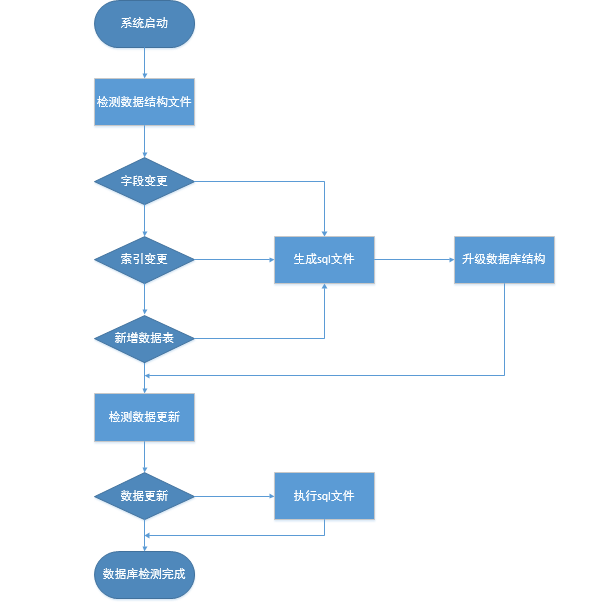 系统启动
检测数据结构文件
字段变更
索引变更
生成sql文件
升级数据库结构
新增数据表
检测数据更新
数据更新
执行sql文件
数据库检测完成